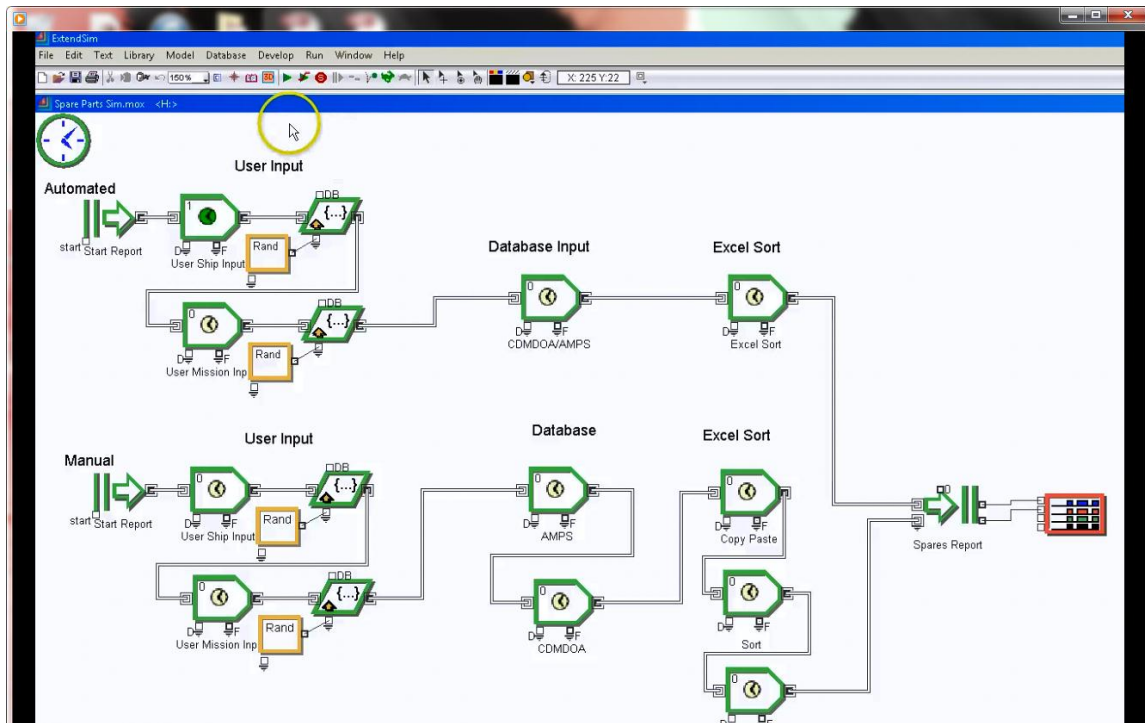 ExtendSim
File Edit Text Library Model Database Develop Run Window Help
150%
3D
X: 225 Y:22
Spare Parts Sim.mox <H:>
User Input
Automated
DB
1
{...}
start
Start Report
D
F
Rand
User Ship Input
Database Input
Excel Sort
DB
0
{...}
0
0
D
F
Rand
User Mission Inp
D
F
CDMDOA/AMPS
D
F
Excel Sort
User Input
Database
Excel Sort
Manual
DB
0
{...}
0
0
start
Start Report
D
F
Rand
User Ship Input
D
F
AMPS
D
F
Copy Paste
Spares Report
DB
0
{...}
0
0
D
F
Rand
User Mission Inp
D
F
CDMDOA
D
F
Sort
0
D
F